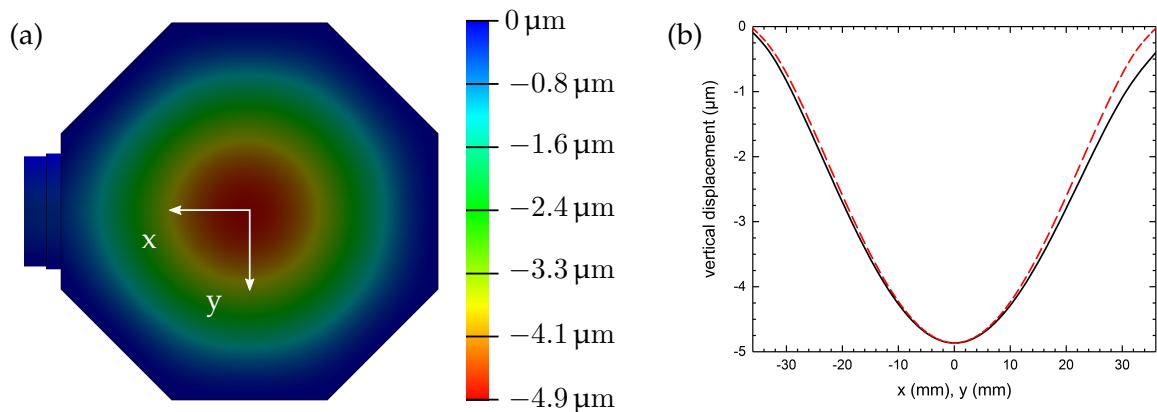 (a)
x
y
0 µm
−0.8 µm
−1.6 µm
−2.4 µm
−3.3 µm
−4.1 µm
−4.9 µm
(b)
vertical displacement (µm)
0
-1
-2
-3
-4
-5
-30 -20 -10 0 10 20 30
x (mm), y (mm)